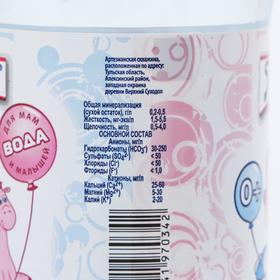 Артезианская скважина,
расположенная по адресу:
Тульская область,
Алексинский район,
западная окраина
деревни Верхний Суходол
Общая минерализация
(сухой остаток), г/л 0,2-0,5
Жесткость, мг-экв/л 1,5-5,5
Щелочность, мг/л 0,5-4,0
ОСНОВНОЙ СОСТАВ
Анионы, мг/л
Гидрокарбонаты (HCO₃⁻) 30-250
Сульфаты (SO₄²⁻) < 50
Хлориды (Cl⁻) < 50
Фториды (F⁻) < 1,0
Катионы, мг/л
Кальций (Ca²⁺) 25-60
Магний (Mg²⁺) 5-30
Калий (K⁺) 2-20
ДЛЯ МАМ
ВОДА
И МАЛЫШЕЙ
0+
11970342